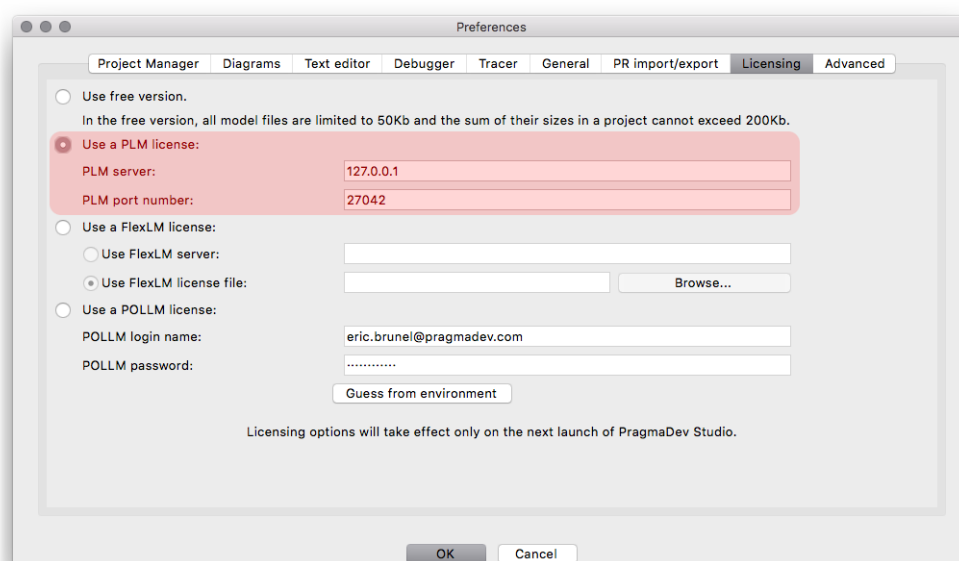 Preferences
Project Manager Diagrams Text editor Debugger Tracer General PR import/export Licensing Advanced
Use free version.
In the free version, all model files are limited to 50Kb and the sum of their sizes in a project cannot exceed 200Kb.
Use a PLM license:
PLM server: 127.0.0.1
PLM port number: 27042
Use a FlexLM license:
Use FlexLM server:
Use FlexLM license file: Browse...
Use a POLLM license:
POLLM login name: eric.brunel@pragmadev.com
POLLM password: ............
Guess from environment
Licensing options will take effect only on the next launch of PragmaDev Studio.
OK Cancel